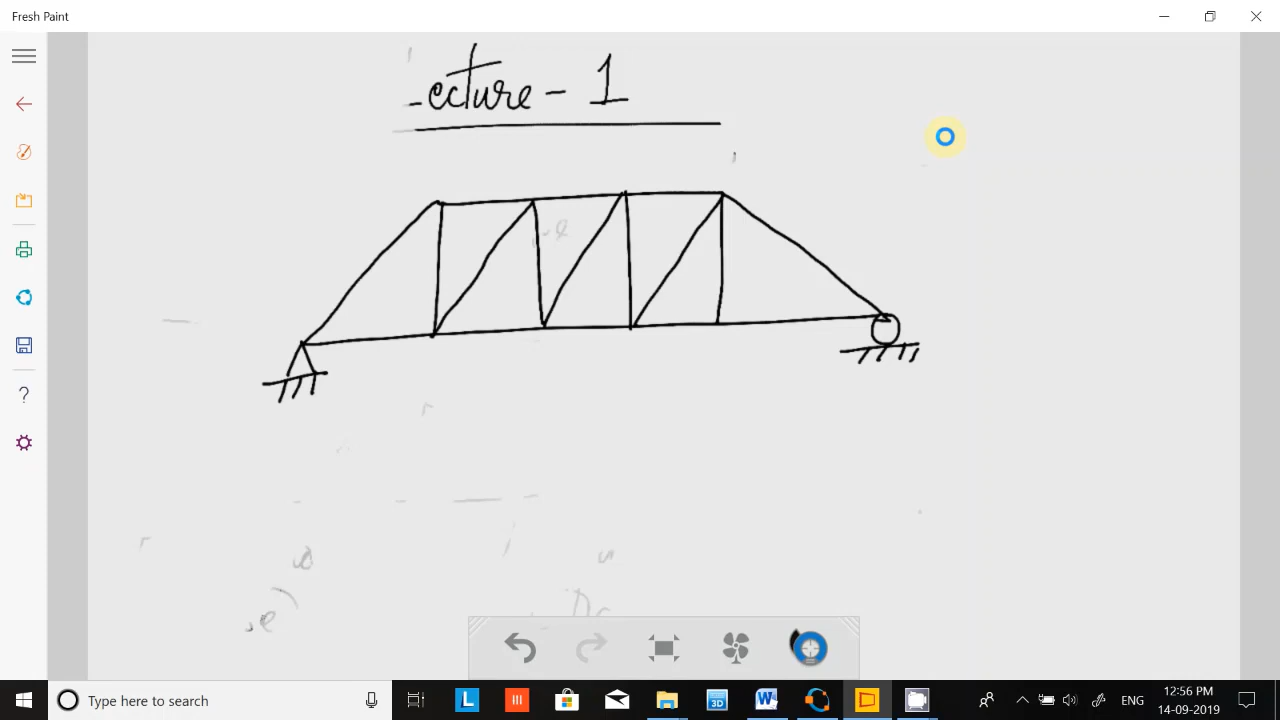 Fresh Paint
ecture - 1
Type here to search
ENG
12:56 PM
14-09-2019